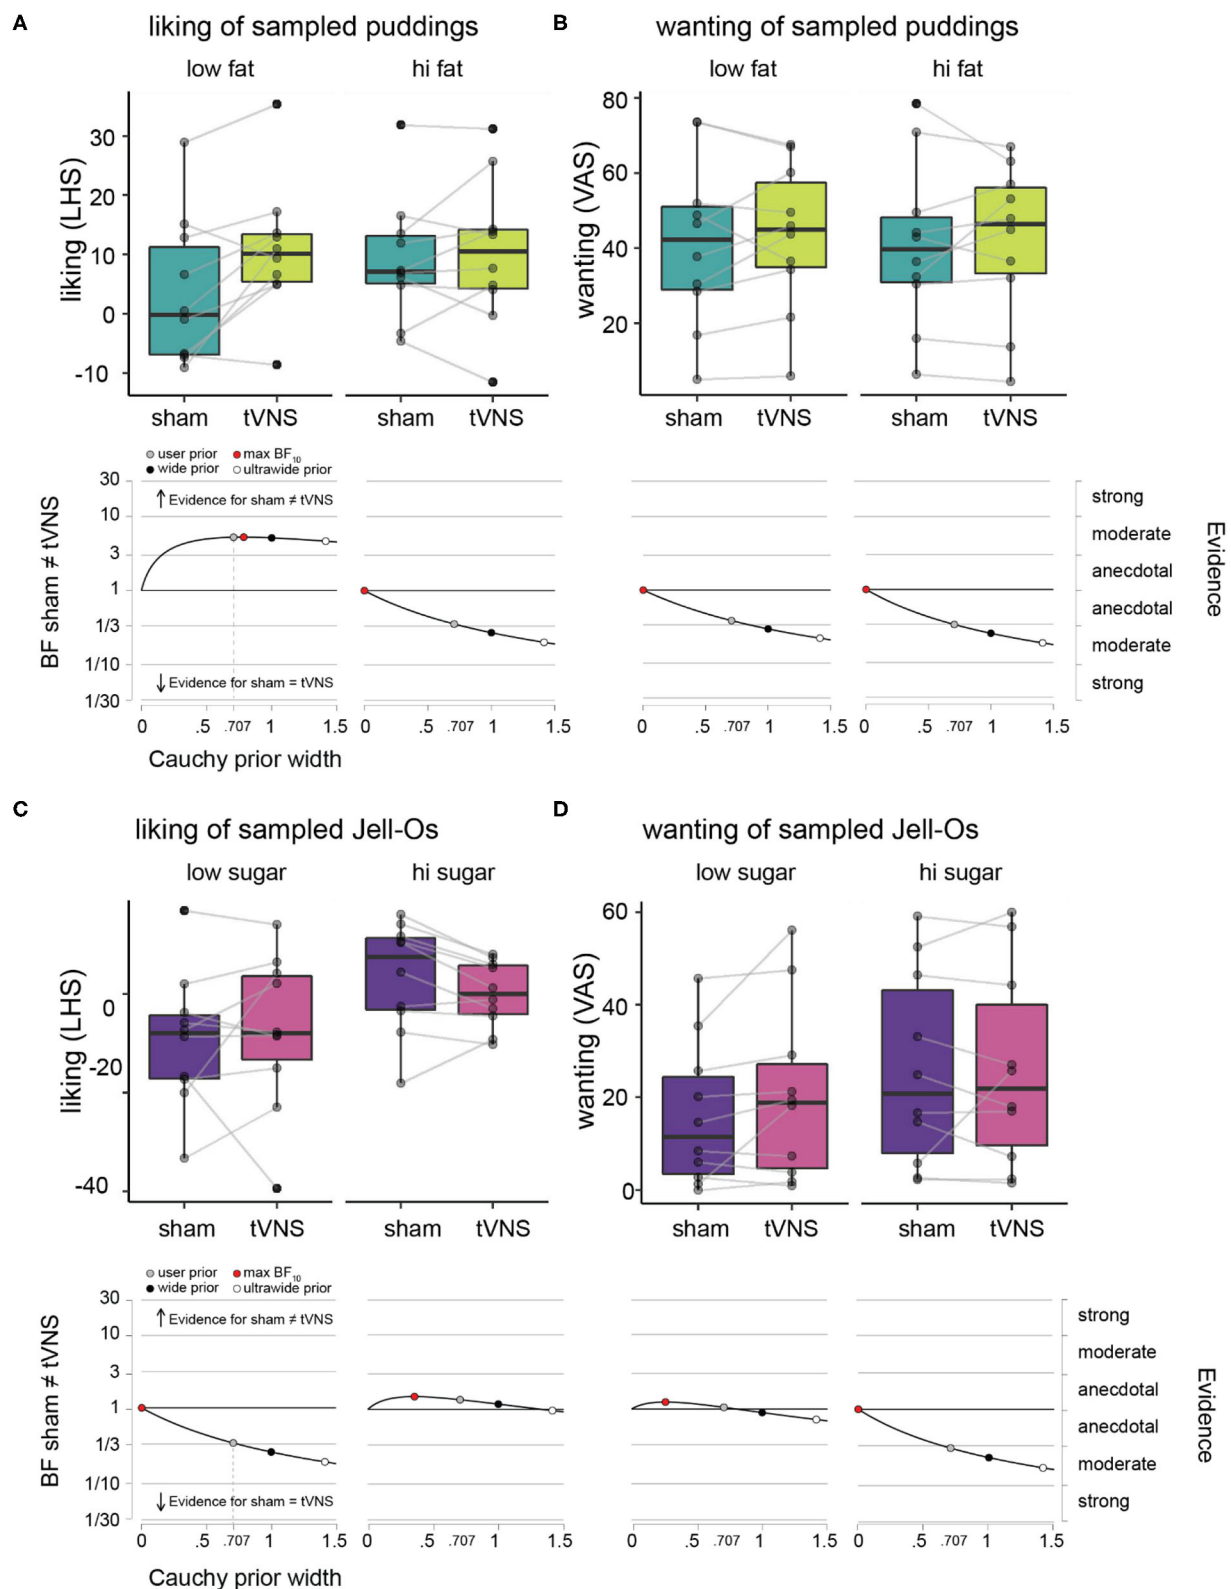 A liking of sampled puddings
B wanting of sampled puddings
low fat hi fat low fat hi fat
liking (LHS)
30
20
10
0
-10
wanting (VAS)
80
60
40
20
sham tVNS sham tVNS sham tVNS sham tVNS
user prior max BF10
wide prior ultrawide prior
BF sham ≠ tVNS
30
10
3
1
1/3
1/10
1/30
↑ Evidence for sham ≠ tVNS
↓ Evidence for sham = tVNS
strong
moderate
anecdotal
anecdotal
moderate
strong
Evidence
0 .5 .707 1 1.5 0 .5 .707 1 1.5 0 .5 .707 1 1.5 0 .5 .707 1 1.5
Cauchy prior width
C liking of sampled Jell-Os
D wanting of sampled Jell-Os
low sugar hi sugar low sugar hi sugar
liking (LHS)
0
-20
-40
wanting (VAS)
60
40
20
0
sham tVNS sham tVNS sham tVNS sham tVNS
user prior max BF10
wide prior ultrawide prior
BF sham ≠ tVNS
30
10
3
1
1/3
1/10
1/30
↑ Evidence for sham ≠ tVNS
↓ Evidence for sham = tVNS
strong
moderate
anecdotal
anecdotal
moderate
strong
Evidence
0 .5 .707 1 1.5 0 .5 .707 1 1.5 0 .5 .707 1 1.5 0 .5 .707 1 1.5
Cauchy prior width